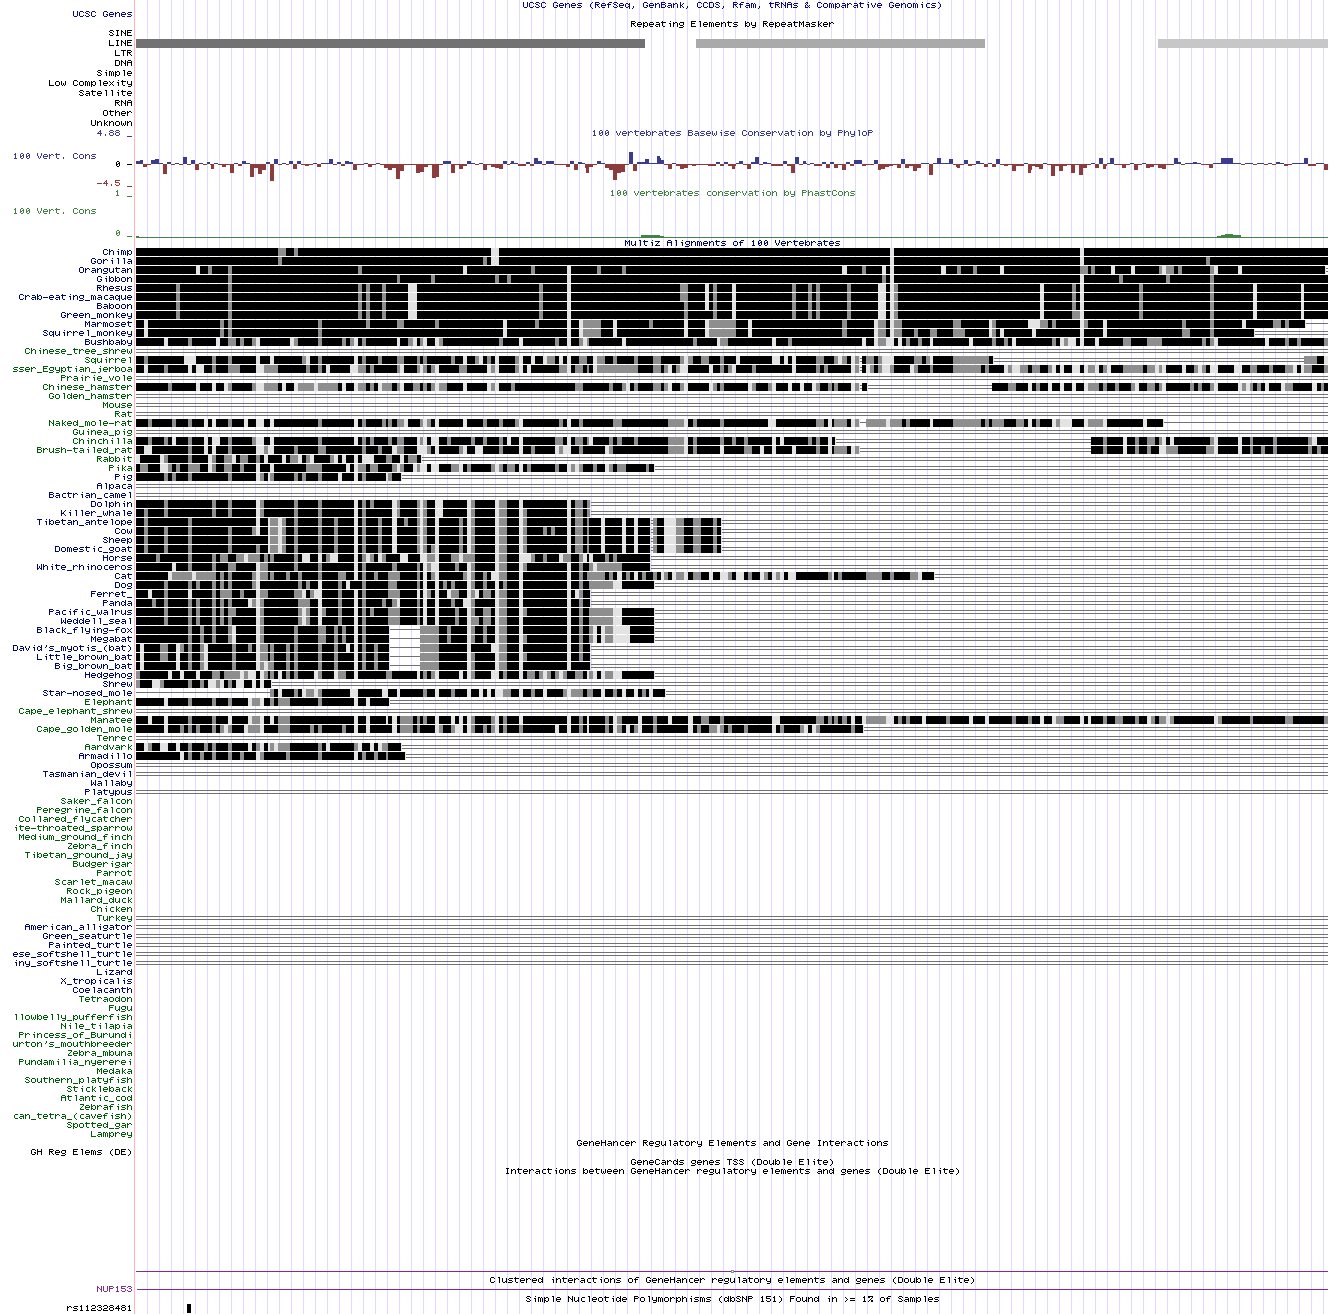 UCSC Genes (RefSeq, GenBank, CCDS, Rfam, tRNAs & Comparative Genomics)
UCSC Genes
Repeating Elements by RepeatMasker
SINE
LINE
LTR
DNA
Simple
Low Complexity
Satellite
RNA
Other
Unknown
4.88 _
100 vertebrates Basewise Conservation by PhyloP
100 Vert. Cons
0 -
-4.5 _
1 _
100 vertebrates conservation by PhastCons
100 Vert. Cons
0 _
Multiz Alignments of 100 Vertebrates
Chimp
Gorilla
Orangutan
Gibbon
Rhesus
Crab-eating_macaque
Baboon
Green_monkey
Marmoset
Squirrel_monkey
Bushbaby
Chinese_tree_shrew
Squirrel
sser_Egyptian_jerboa
Prairie_vole
Chinese_hamster
Golden_hamster
Mouse
Rat
Naked_mole-rat
Guinea_pig
Chinchilla
Brush-tailed_rat
Rabbit
Pika
Pig
Alpaca
Bactrian_camel
Dolphin
Killer_whale
Tibetan_antelope
Cow
Sheep
Domestic_goat
Horse
White_rhinoceros
Cat
Dog
Ferret_
Panda
Pacific_walrus
Weddell_seal
Black_flying-fox
Megabat
David's_myotis_(bat)
Little_brown_bat
Big_brown_bat
Hedgehog
Shrew
Star-nosed_mole
Elephant
Cape_elephant_shrew
Manatee
Cape_golden_mole
Tenrec
Aardvark
Armadillo
Opossum
Tasmanian_devil
Wallaby
Platypus
Saker_falcon
Peregrine_falcon
Collared_flycatcher
ite-throated_sparrow
Medium_ground_finch
Zebra_finch
Tibetan_ground_jay
Budgerigar
Parrot
Scarlet_macaw
Rock_pigeon
Mallard_duck
Chicken
Turkey
American_alligator
Green_seaturtle
Painted_turtle
ese_softshell_turtle
iny_softshell_turtle
Lizard
X_tropicalis
Coelacanth
Tetraodon
Fugu
llowbelly_pufferfish
Nile_tilapia
Princess_of_Burundi
urton's_mouthbreeder
Zebra_mbuna
Pundamilia_nyererei
Medaka
Southern_platyfish
Stickleback
Atlantic_cod
Zebrafish
can_tetra_(cavefish)
Spotted_gar
Lamprey
GeneHancer Regulatory Elements and Gene Interactions
GH Reg Elems (DE)
GeneCards genes TSS (Double Elite)
Interactions between GeneHancer regulatory elements and genes (Double Elite)
Clustered interactions of GeneHancer regulatory elements and genes (Double Elite)
NUP153
Simple Nucleotide Polymorphisms (dbSNP 151) Found in >= 1% of Samples
rs112328481